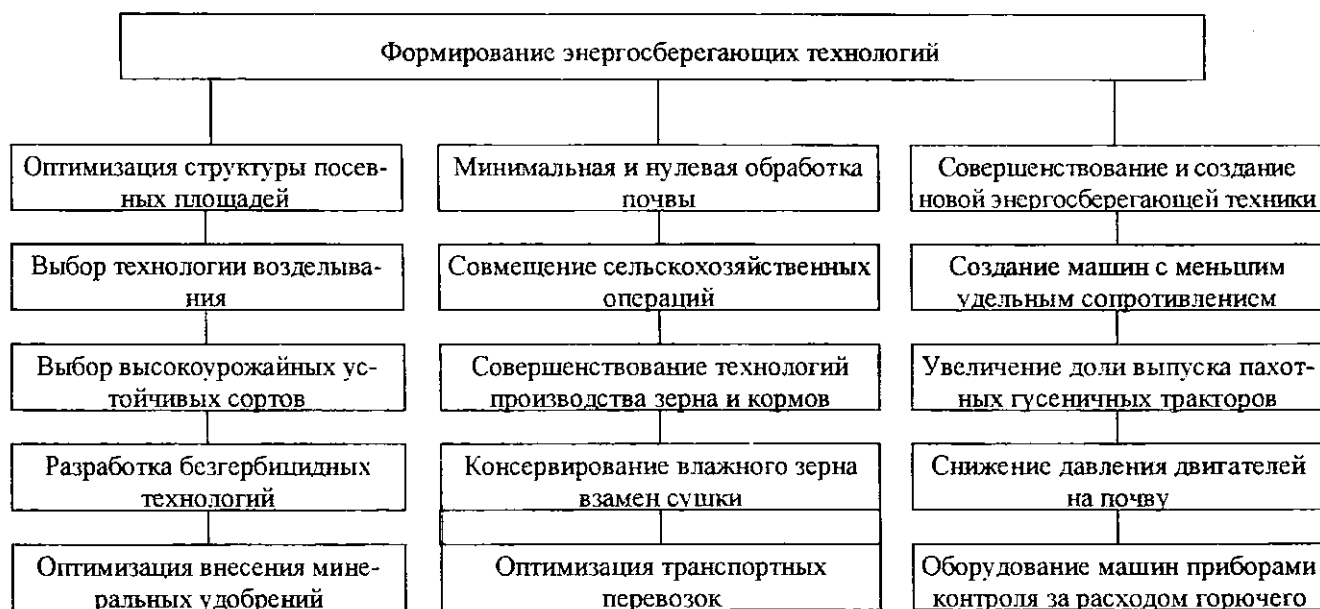 Формирование энергосберегающих технологий
Оптимизация структуры посев-
ных площадей
Минимальная и нулевая обработка
почвы
Совершенствование и создание
новой энергосберегающей техники
Выбор технологии возделыва-
ния
Совмещение сельскохозяйственных
операций
Создание машин с меньшим
удельным сопротивлением
Выбор высокоурожайных ус-
тойчивых сортов
Совершенствование технологий
производства зерна и кормов
Увеличение доли выпуска пахот-
ных гусеничных тракторов
Разработка безгербицидных
технологий
Консервирование влажного зерна
взамен сушки
Снижение давления двигателей
на почву
Оптимизация внесения мине-
ральных удобрений
Оптимизация транспортных
перевозок
Оборудование машин приборами
контроля за расходом горючего